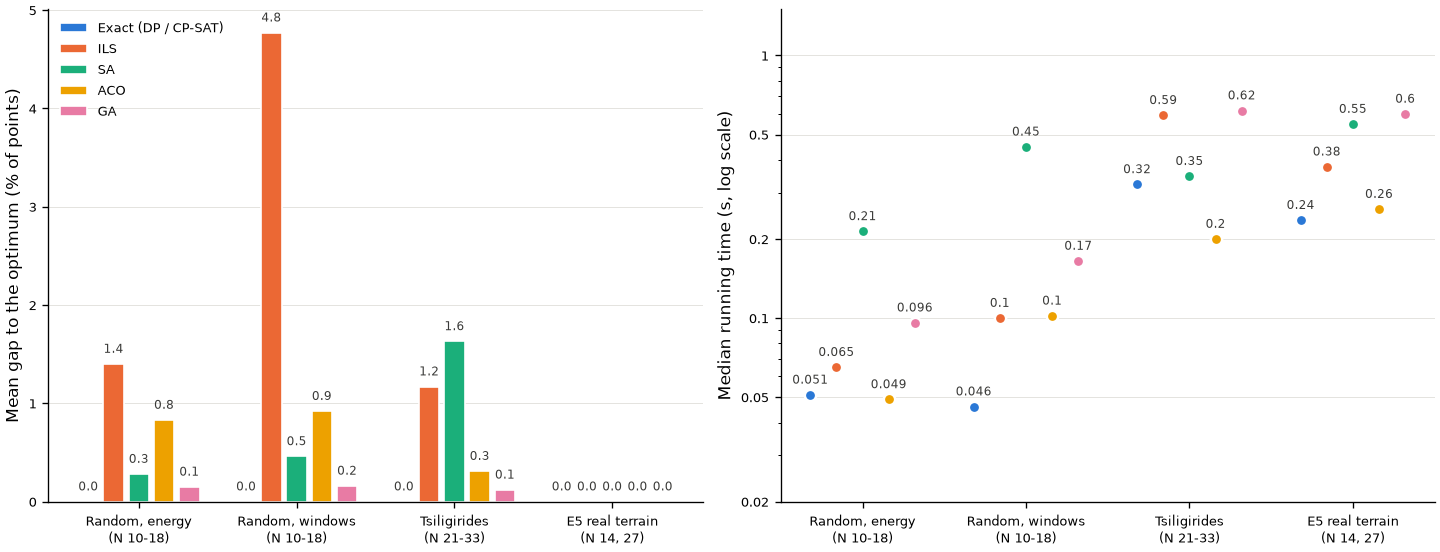 Mean gap to the optimum (% of points)
5
4
3
2
1
0
Exact (DP / CP-SAT)
ILS
SA
ACO
GA
0.0
1.4
0.3
0.8
0.1
0.0
4.8
0.5
0.9
0.2
0.0
1.2
1.6
0.3
0.1
0.0 0.0 0.0 0.0 0.0
Random, energy
(N 10-18)
Random, windows
(N 10-18)
Tsiligirides
(N 21-33)
E5 real terrain
(N 14, 27)
Median running time (s, log scale)
1
0.5
0.2
0.1
0.05
0.02
0.051
0.065
0.21
0.049
0.096
0.046
0.1
0.45
0.1
0.17
0.32
0.59
0.35
0.2
0.62
0.24
0.38
0.55
0.26
0.6
Random, energy
(N 10-18)
Random, windows
(N 10-18)
Tsiligirides
(N 21-33)
E5 real terrain
(N 14, 27)